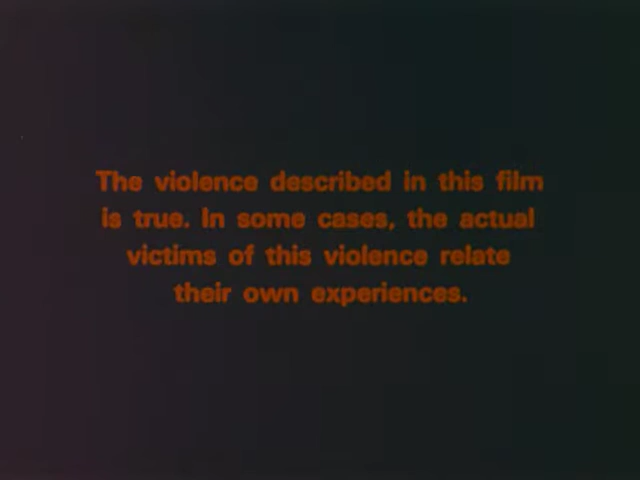 The violence described in this film
is true. In some cases, the actual
victims of this violence relate
their own experiences.